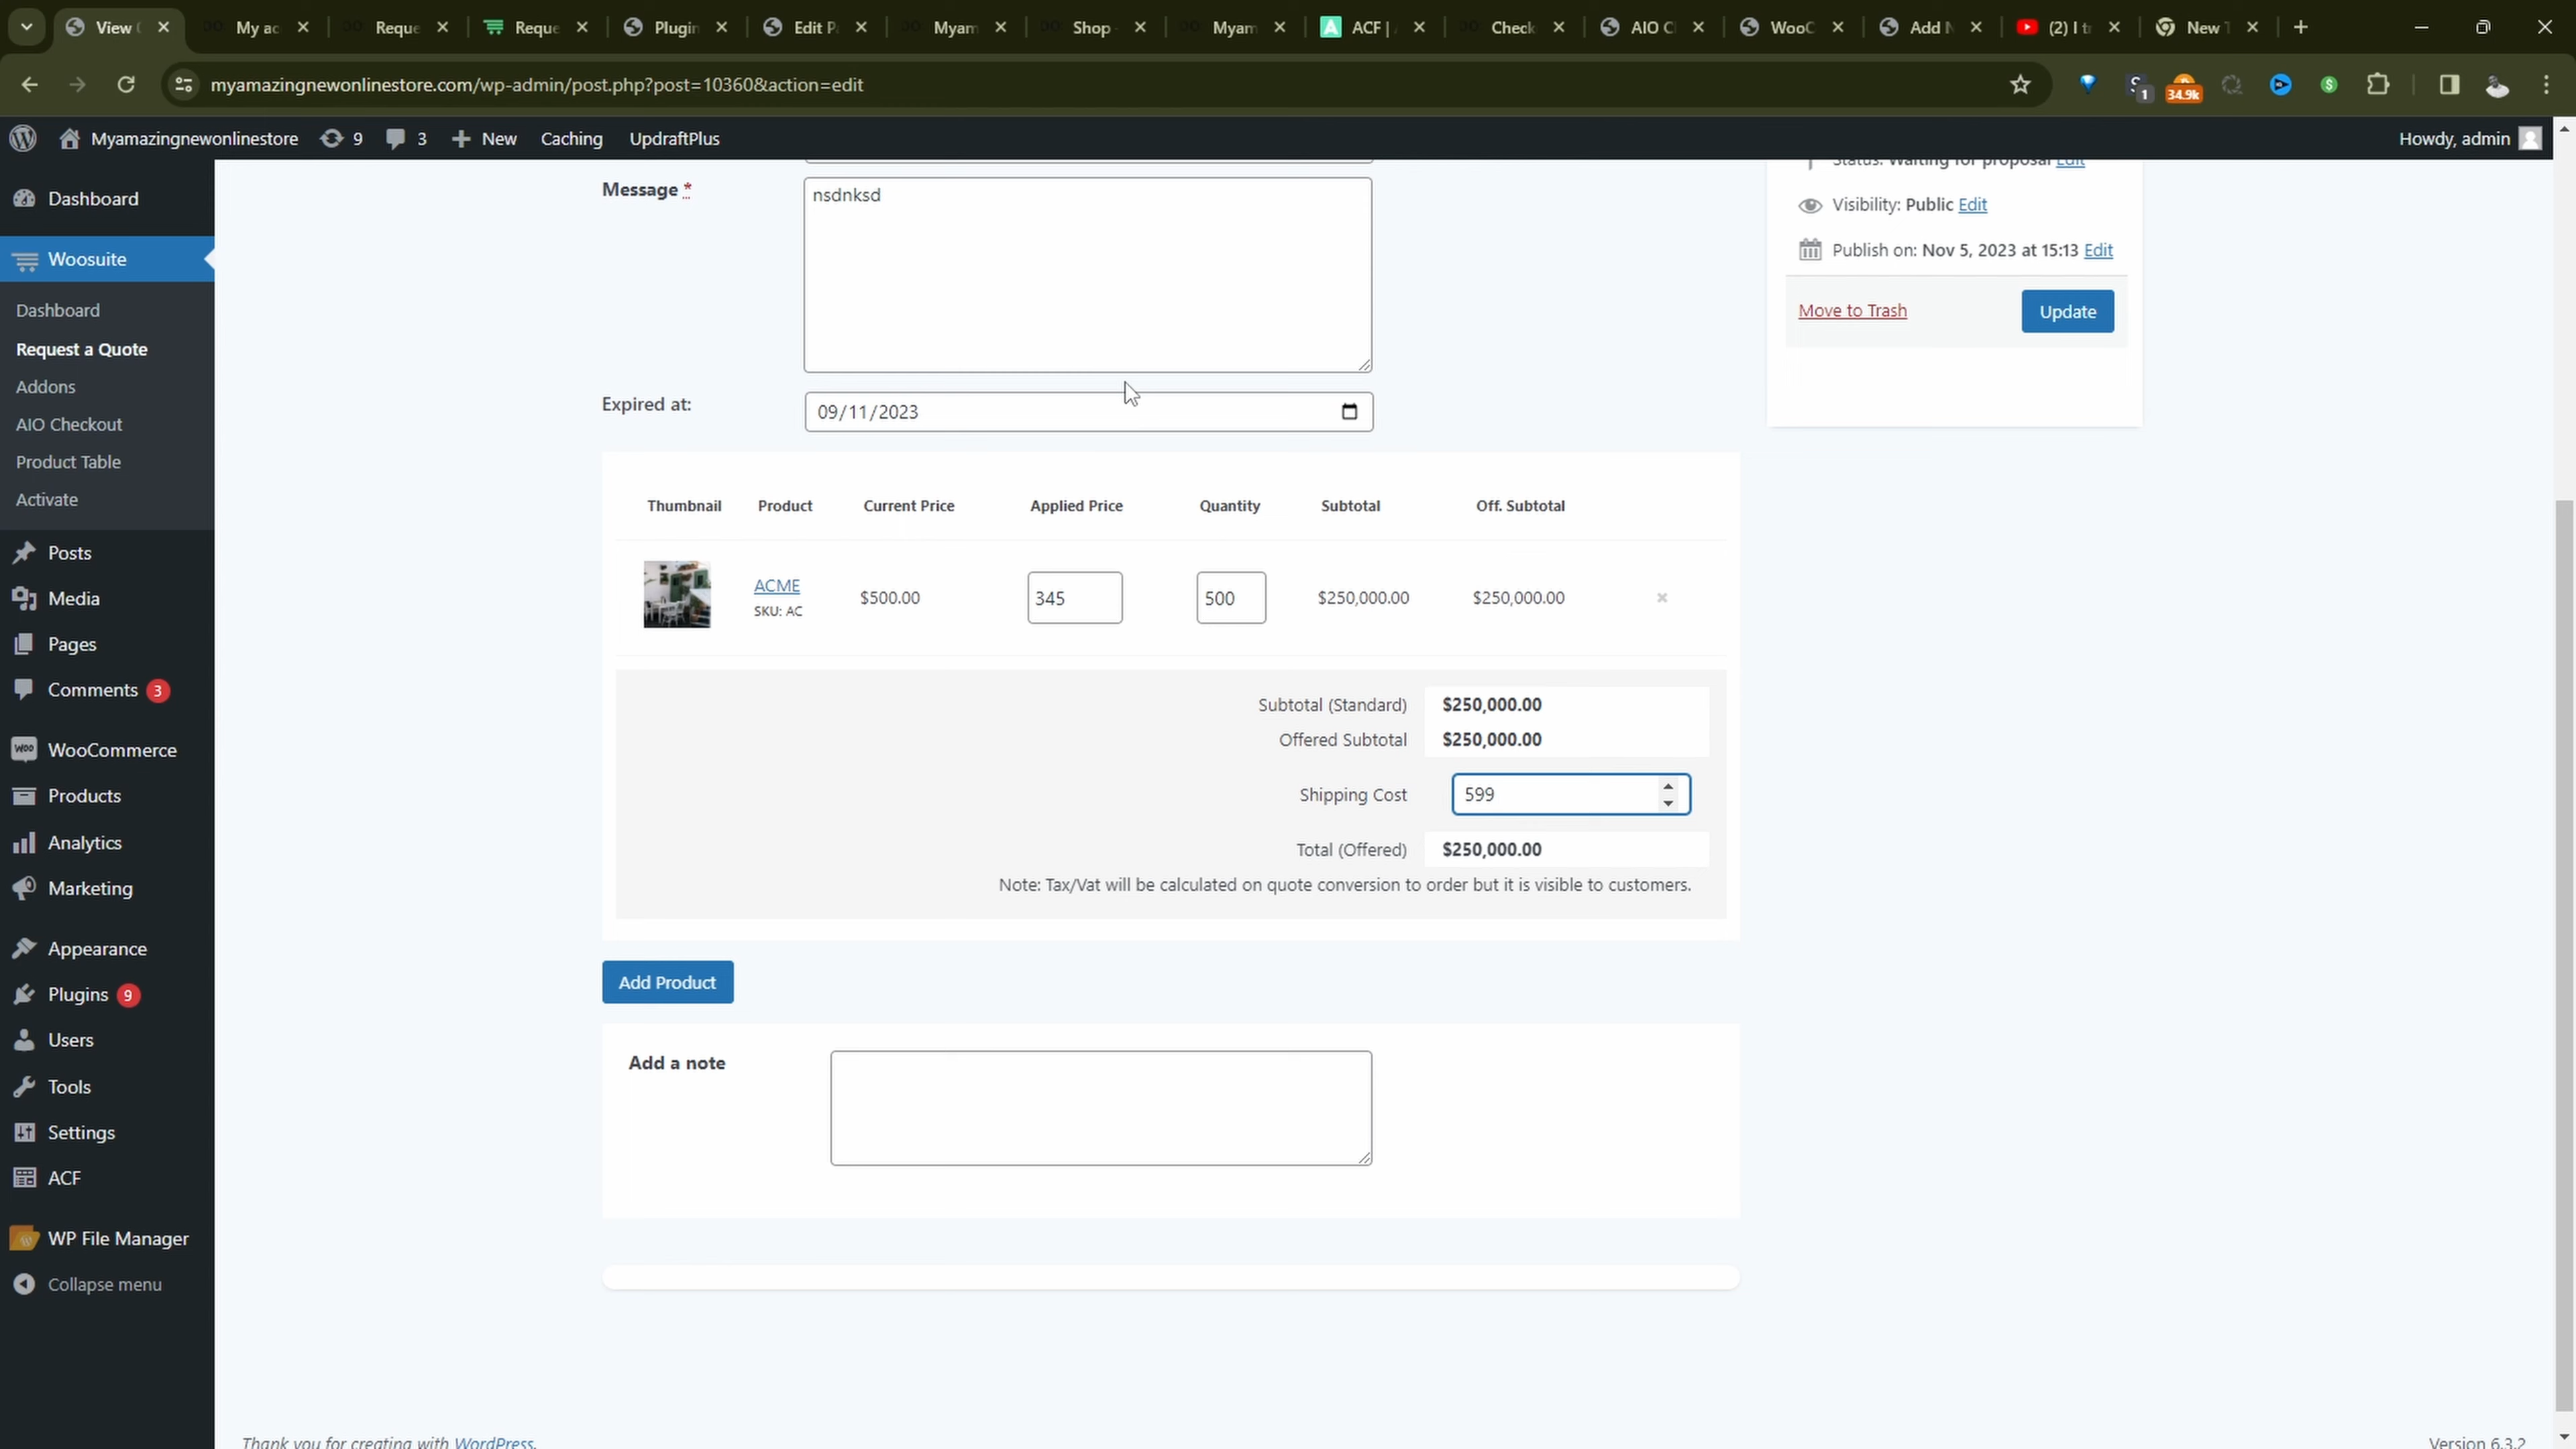 View
My ac
Reque
Reque
Plugin
Edit P
Myam
Shop
Myam
ACF |
Check
AIO C
WooC
Add N
(2) I tr
New T
myamazingnewonlinestore.com/wp-admin/post.php?post=10360&action=edit
1
34.9k
Myamazingnewonlinestore
9
3
New
Caching
UpdraftPlus
Howdy, admin
Dashboard
Woosuite
Dashboard
Request a Quote
Addons
AIO Checkout
Product Table
Activate
Posts
Media
Pages
Comments 3
WooCommerce
Products
Analytics
Marketing
Appearance
Plugins 9
Users
Tools
Settings
ACF
WP File Manager
Collapse menu
Message *
nsdnksd
Expired at:
09/11/2023
Thumbnail Product Current Price Applied Price Quantity Subtotal Off. Subtotal
ACME
SKU: AC
$500.00
345
500
$250,000.00
$250,000.00
Subtotal (Standard) $250,000.00
Offered Subtotal $250,000.00
Shipping Cost 599
Total (Offered) $250,000.00
Note: Tax/Vat will be calculated on quote conversion to order but it is visible to customers.
Add Product
Add a note
Status: Waiting for proposal Edit
Visibility: Public Edit
Publish on: Nov 5, 2023 at 15:13 Edit
Move to Trash
Update
Thank you for creating with WordPress.
Version 6.3.2